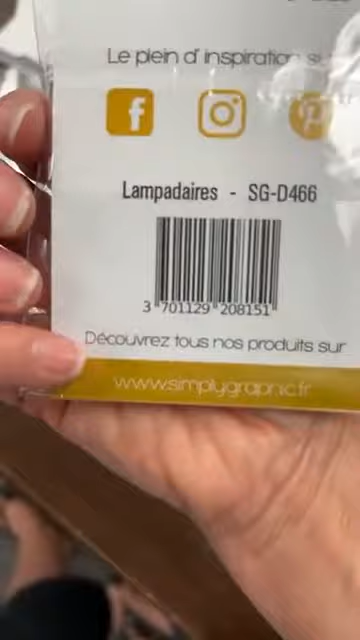 Le plein d' inspiration
Lampadaires - SG-D466
3 701129 208151
Découvrez tous nos produits sur
www.simplygraphic.fr